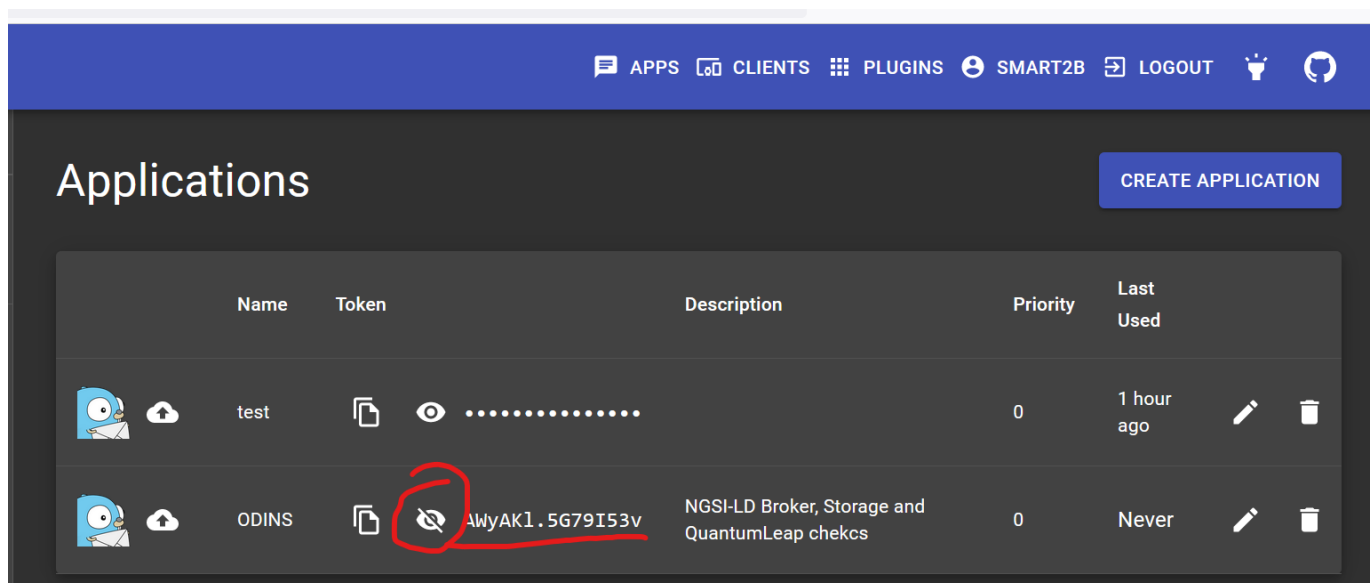 APPS CLIENTS PLUGINS SMART2B LOGOUT
Applications
CREATE APPLICATION
Name Token Description Priority Last
Used
test ••••••••••••••• 0 1 hour
ago
ODINS AWyAKl.5G79I53v NGSI-LD Broker, Storage and
QuantumLeap chekcs 0 Never